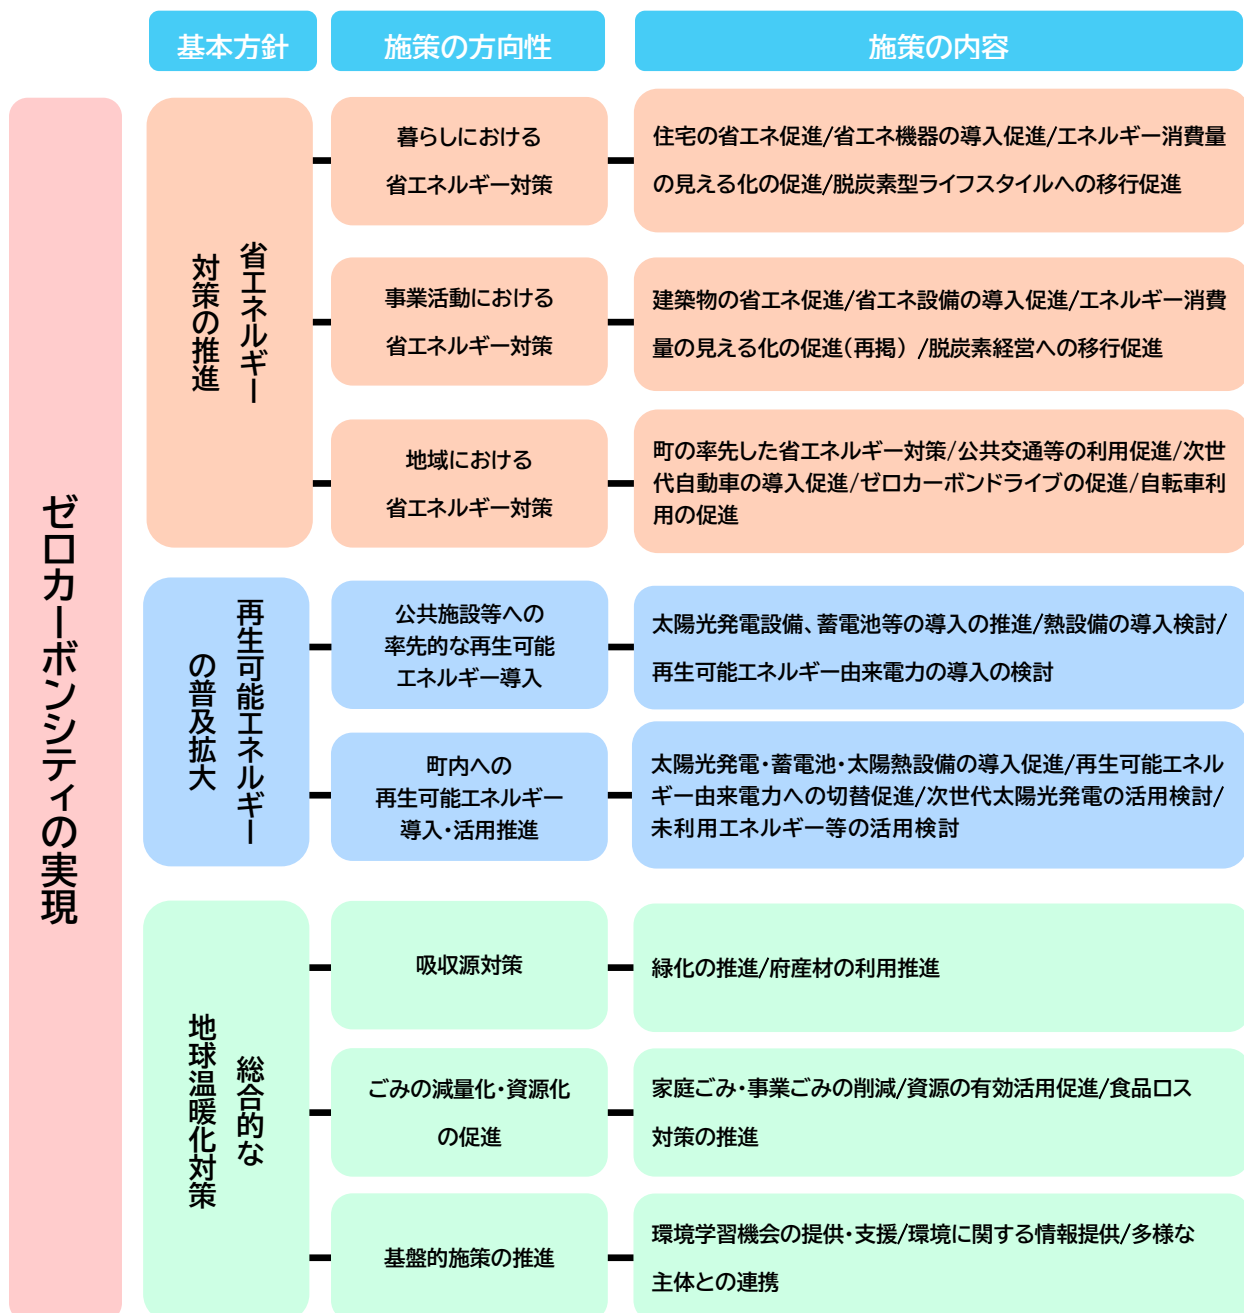 基本方針
施策の方向性
施策の内容
ゼロカーボンシティの実現
省エネルギー
対策の推進
暮らしにおける
省エネルギー対策
住宅の省エネ促進/省エネ機器の導入促進/エネルギー消費量
の見える化の促進/脱炭素型ライフスタイルへの移行促進
事業活動における
省エネルギー対策
建築物の省エネ促進/省エネ設備の導入促進/エネルギー消費
量の見える化の促進(再掲) /脱炭素経営への移行促進
地域における
省エネルギー対策
町の率先した省エネルギー対策/公共交通等の利用促進/次世
代自動車の導入促進/ゼロカーボンドライブの促進/自転車利
用の促進
再生可能エネルギー
の普及拡大
公共施設等への
率先的な再生可能
エネルギー導入
太陽光発電設備、蓄電池等の導入の推進/熱設備の導入検討/
再生可能エネルギー由来電力の導入の検討
町内への
再生可能エネルギー
導入・活用推進
太陽光発電・蓄電池・太陽熱設備の導入促進/再生可能エネル
ギー由来電力への切替促進/次世代太陽光発電の活用検討/
未利用エネルギー等の活用検討
総合的な
地球温暖化対策
吸収源対策
緑化の推進/府産材の利用推進
ごみの減量化・資源化
の促進
家庭ごみ・事業ごみの削減/資源の有効活用促進/食品ロス
対策の推進
基盤的施策の推進
環境学習機会の提供・支援/環境に関する情報提供/多様な
主体との連携